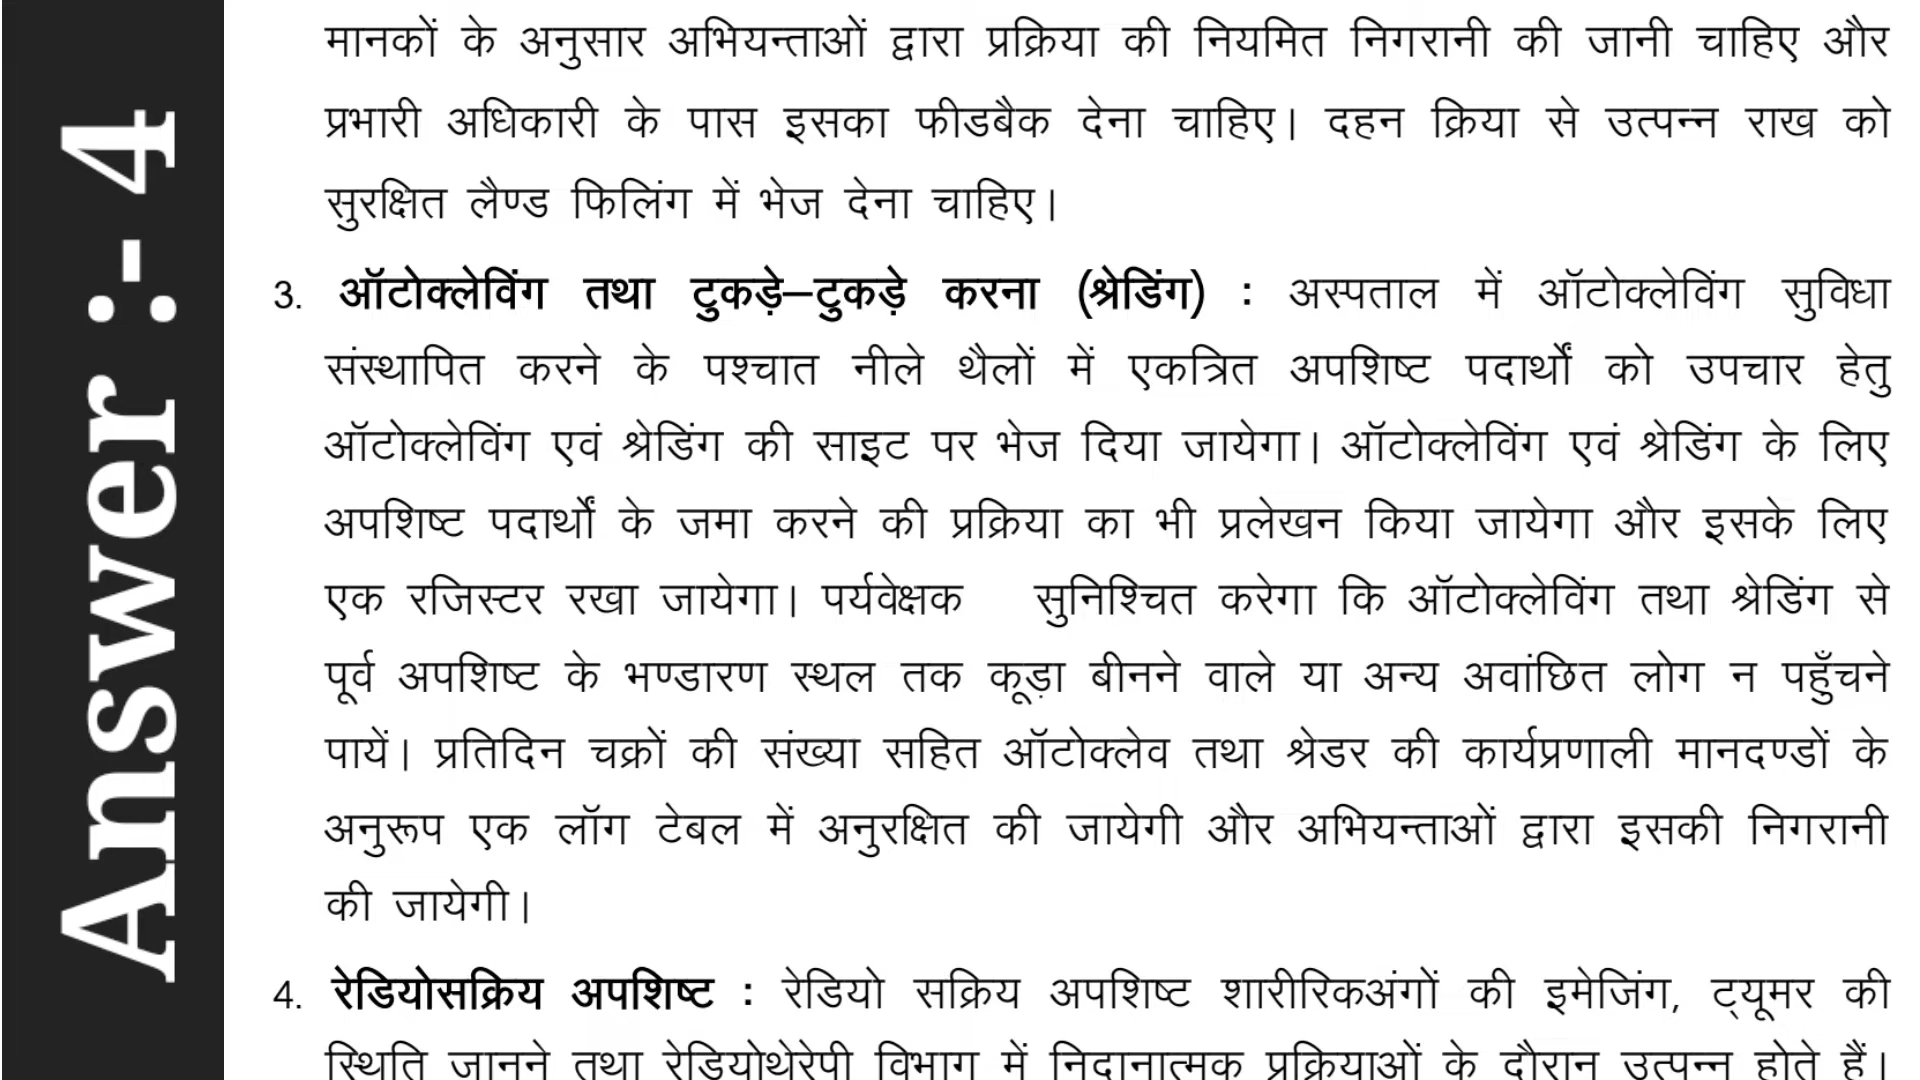 Answer :- 4
मानकों के अनुसार अभियन्ताओं द्वारा प्रक्रिया की नियमित निगरानी की जानी चाहिए और
प्रभारी अधिकारी के पास इसका फीडबैक देना चाहिए। दहन क्रिया से उत्पन्न राख को
सुरक्षित लैण्ड फिलिंग में भेज देना चाहिए।
3. ऑटोक्लेविंग तथा टुकड़े–टुकड़े करना (श्रेडिंग) : अस्पताल में ऑटोक्लेविंग सुविधा
संस्थापित करने के पश्चात नीले थैलों में एकत्रित अपशिष्ट पदार्थों को उपचार हेतु
ऑटोक्लेविंग एवं श्रेडिंग की साइट पर भेज दिया जायेगा। ऑटोक्लेविंग एवं श्रेडिंग के लिए
अपशिष्ट पदार्थों के जमा करने की प्रक्रिया का भी प्रलेखन किया जायेगा और इसके लिए
एक रजिस्टर रखा जायेगा। पर्यवेक्षक सुनिश्चित करेगा कि ऑटोक्लेविंग तथा श्रेडिंग से
पूर्व अपशिष्ट के भण्डारण स्थल तक कूड़ा बीनने वाले या अन्य अवांछित लोग न पहुँचने
पायें। प्रतिदिन चक्रों की संख्या सहित ऑटोक्लेव तथा श्रेडर की कार्यप्रणाली मानदण्डों के
अनुरूप एक लॉग टेबल में अनुरक्षित की जायेगी और अभियन्ताओं द्वारा इसकी निगरानी
की जायेगी।
4. रेडियोसक्रिय अपशिष्ट : रेडियो सक्रिय अपशिष्ट शारीरिकअंगों की इमेजिंग, ट्यूमर की
स्थिति जानने तथा रेडियोथेरेपी विभाग में निदानात्मक प्रक्रियाओं के दौरान उत्पन्न होते हैं।